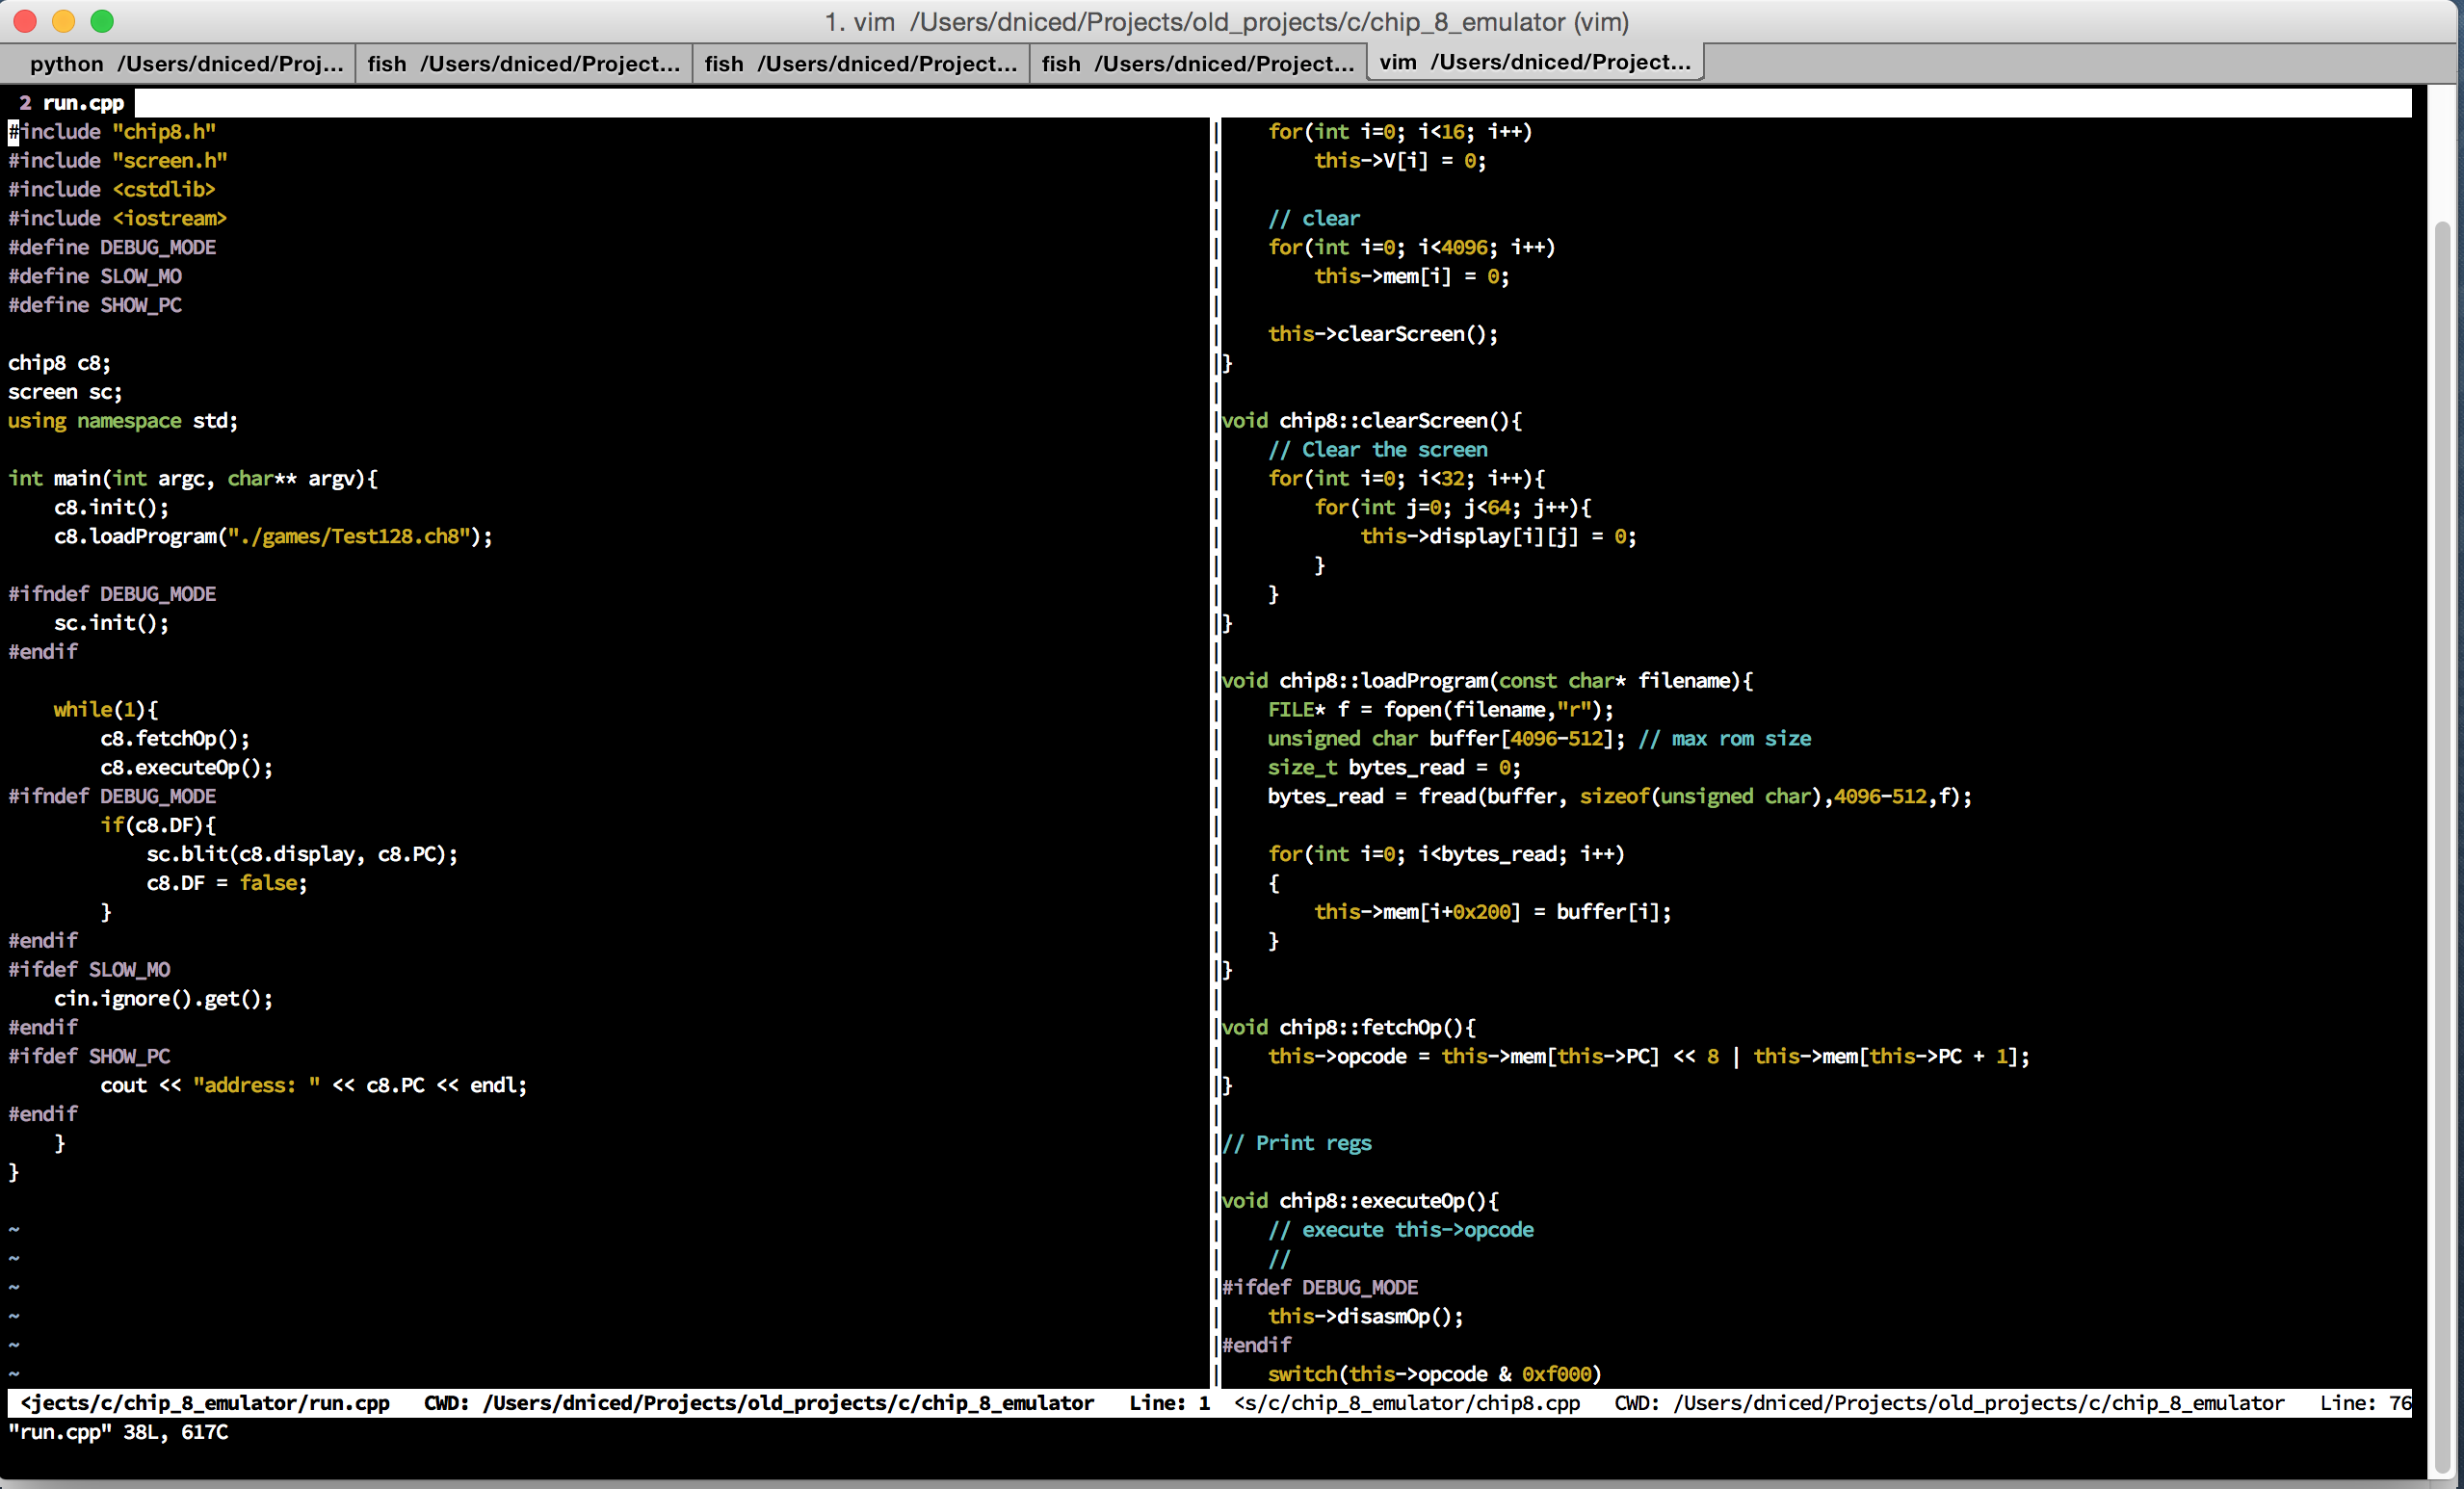 1. vim  /Users/dniced/Projects/old_projects/c/chip_8_emulator (vim)
python  /Users/dniced/Proj...
fish  /Users/dniced/Project...
fish  /Users/dniced/Project...
fish  /Users/dniced/Project...
vim  /Users/dniced/Project...
2 run.cpp
#include "chip8.h"
#include "screen.h"
#include <cstdlib>
#include <iostream>
#define DEBUG_MODE
#define SLOW_MO
#define SHOW_PC
chip8 c8;
screen sc;
using namespace std;
int main(int argc, char** argv){
    c8.init();
    c8.loadProgram("./games/Test128.ch8");
#ifndef DEBUG_MODE
    sc.init();
#endif
    while(1){
        c8.fetchOp();
        c8.executeOp();
#ifndef DEBUG_MODE
        if(c8.DF){
            sc.blit(c8.display, c8.PC);
            c8.DF = false;
        }
#endif
#ifdef SLOW_MO
    cin.ignore().get();
#endif
#ifdef SHOW_PC
        cout << "address: " << c8.PC << endl;
#endif
    }
}
~
~
~
~
~
~
<jects/c/chip_8_emulator/run.cpp   CWD: /Users/dniced/Projects/old_projects/c/chip_8_emulator   Line: 1
"run.cpp" 38L, 617C
    for(int i=0; i<16; i++)
        this->V[i] = 0;
    // clear
    for(int i=0; i<4096; i++)
        this->mem[i] = 0;
    this->clearScreen();
}
void chip8::clearScreen(){
    // Clear the screen
    for(int i=0; i<32; i++){
        for(int j=0; j<64; j++){
            this->display[i][j] = 0;
        }
    }
}
void chip8::loadProgram(const char* filename){
    FILE* f = fopen(filename,"r");
    unsigned char buffer[4096-512]; // max rom size
    size_t bytes_read = 0;
    bytes_read = fread(buffer, sizeof(unsigned char),4096-512,f);
    for(int i=0; i<bytes_read; i++)
    {
        this->mem[i+0x200] = buffer[i];
    }
}
void chip8::fetchOp(){
    this->opcode = this->mem[this->PC] << 8 | this->mem[this->PC + 1];
}
// Print regs
void chip8::executeOp(){
    // execute this->opcode
    //
#ifdef DEBUG_MODE
    this->disasmOp();
#endif
    switch(this->opcode & 0xf000)
<s/c/chip_8_emulator/chip8.cpp   CWD: /Users/dniced/Projects/old_projects/c/chip_8_emulator   Line: 76